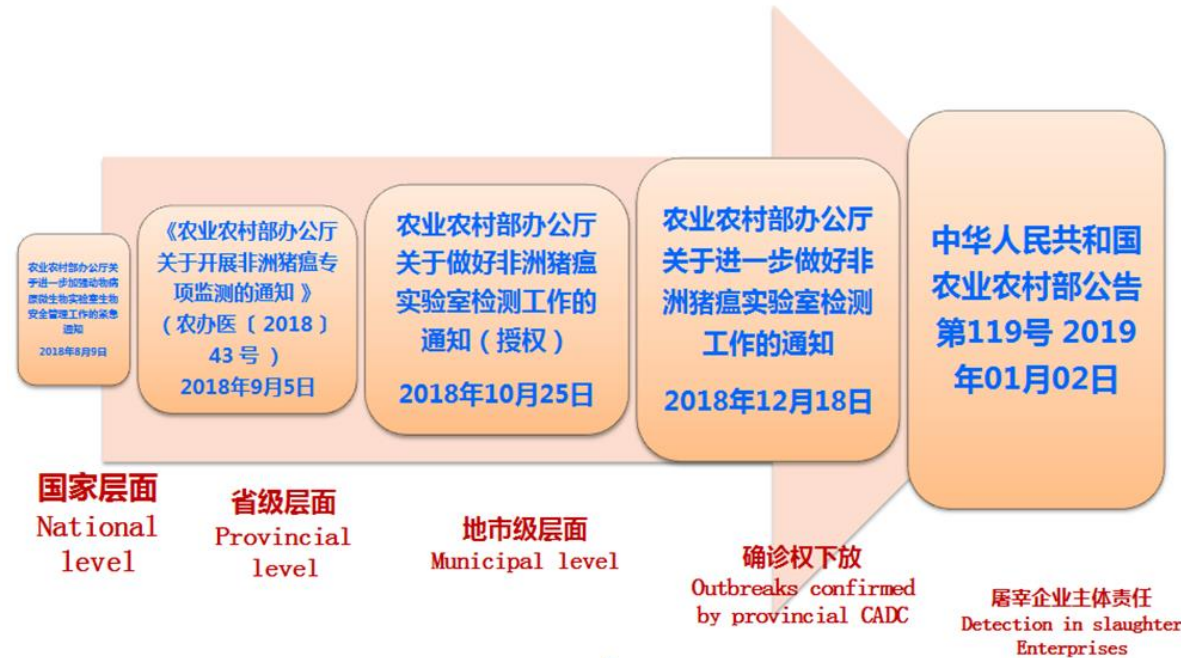 农业农村部办公厅关
于进一步加强动物病
原微生物实验室生物
安全管理工作的紧急
通知
2018年8月9日
《农业农村部办公厅
关于开展非洲猪瘟专
项监测的通知 》
（农办医〔2018〕
43号 ）
2018年9月5日
农业农村部办公厅
关于做好非洲猪瘟
实验室检测工作的
通知（授权）
2018年10月25日
农业农村部办公厅
关于进一步做好非
洲猪瘟实验室检测
工作的通知
2018年12月18日
中华人民共和国
农业农村部公告
第119号 2019
年01月02日
国家层面
National
level
省级层面
Provincial
level
地市级层面
Municipal level
确诊权下放
Outbreaks confirmed
by provincial CADC
屠宰企业主体责任
Detection in slaughter
Enterprises